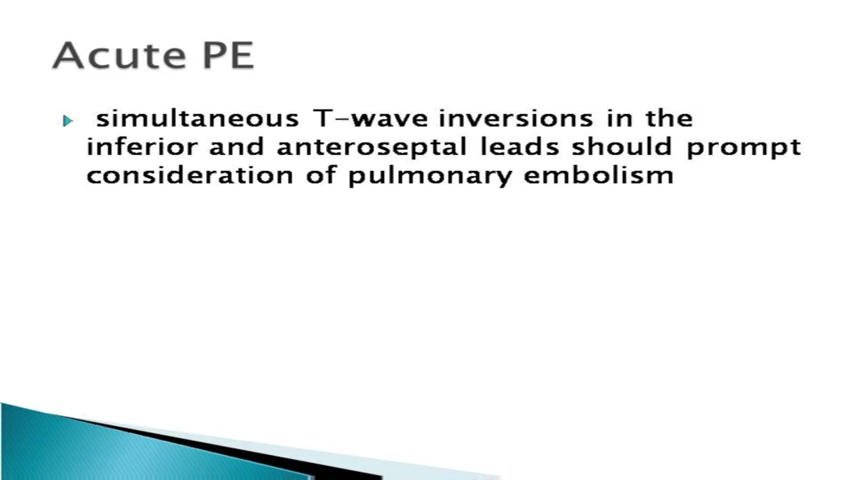 Acute PE
simultaneous T-wave inversions in the
inferior and anteroseptal leads should prompt
consideration of pulmonary embolism